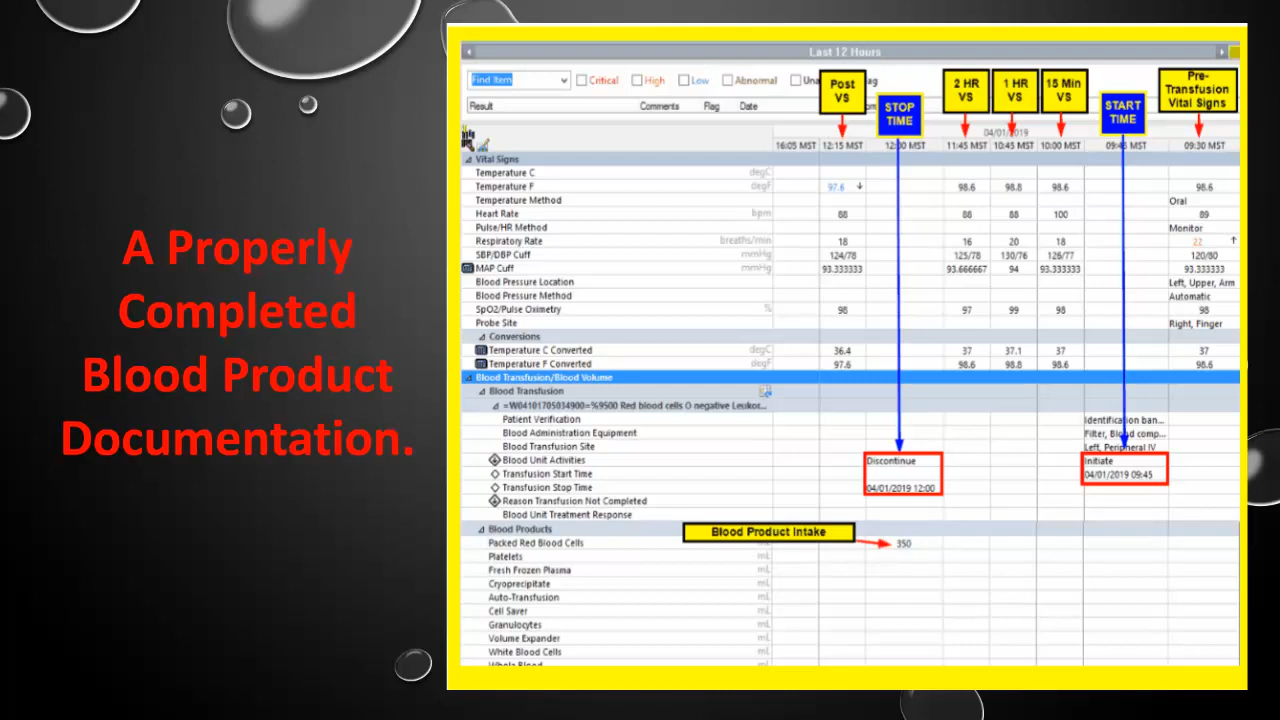 A Properly
Completed
Blood Product
Documentation.
Last 12 Hours
Find Item Critical High Low Abnormal
Result Comments Flag Date
Post VS
STOP TIME
2 HR VS
1 HR VS
15 Min VS
START TIME
Pre-Transfusion Vital Signs
04/01/2019
16:05 MST 12:15 MST 12:00 MST 11:45 MST 10:45 MST 10:00 MST 09:45 MST 09:30 MST
Vital Signs
Temperature C degC
Temperature F degF 97.6 ↓ 98.6 98.8 98.6 98.6
Temperature Method Oral
Heart Rate bpm 88 88 88 100 89
Pulse/HR Method Monitor
Respiratory Rate breaths/min 18 16 20 18 22 ↑
SBP/DBP Cuff mmHg 124/78 125/78 130/76 126/77 120/80
MAP Cuff mmHg 93.333333 93.666667 94 93.333333 93.333333
Blood Pressure Location Left, Upper, Arm
Blood Pressure Method Automatic
SpO2/Pulse Oximetry % 98 97 99 98 98
Probe Site Right, Finger
Conversions
Temperature C Converted degC 36.4 37 37.1 37 37
Temperature F Converted degF 97.6 98.6 98.8 98.6 98.6
Blood Transfusion/Blood Volume
Blood Transfusion
=W04101705034900=%9500 Red blood cells O negative Leukor...
Patient Verification Identification ban...
Blood Administration Equipment Filter, Blood comp...
Blood Transfusion Site Left, Peripheral IV
Blood Unit Activities Discontinue Initiate
Transfusion Start Time 04/01/2019 09:45
Transfusion Stop Time 04/01/2019 12:00
Reason Transfusion Not Completed
Blood Unit Treatment Response
Blood Products
Blood Product Intake
Packed Red Blood Cells 350
Platelets mL
Fresh Frozen Plasma mL
Cryoprecipitate mL
Auto-Transfusion mL
Cell Saver mL
Granulocytes mL
Volume Expander mL
White Blood Cells mL
Whole Blood